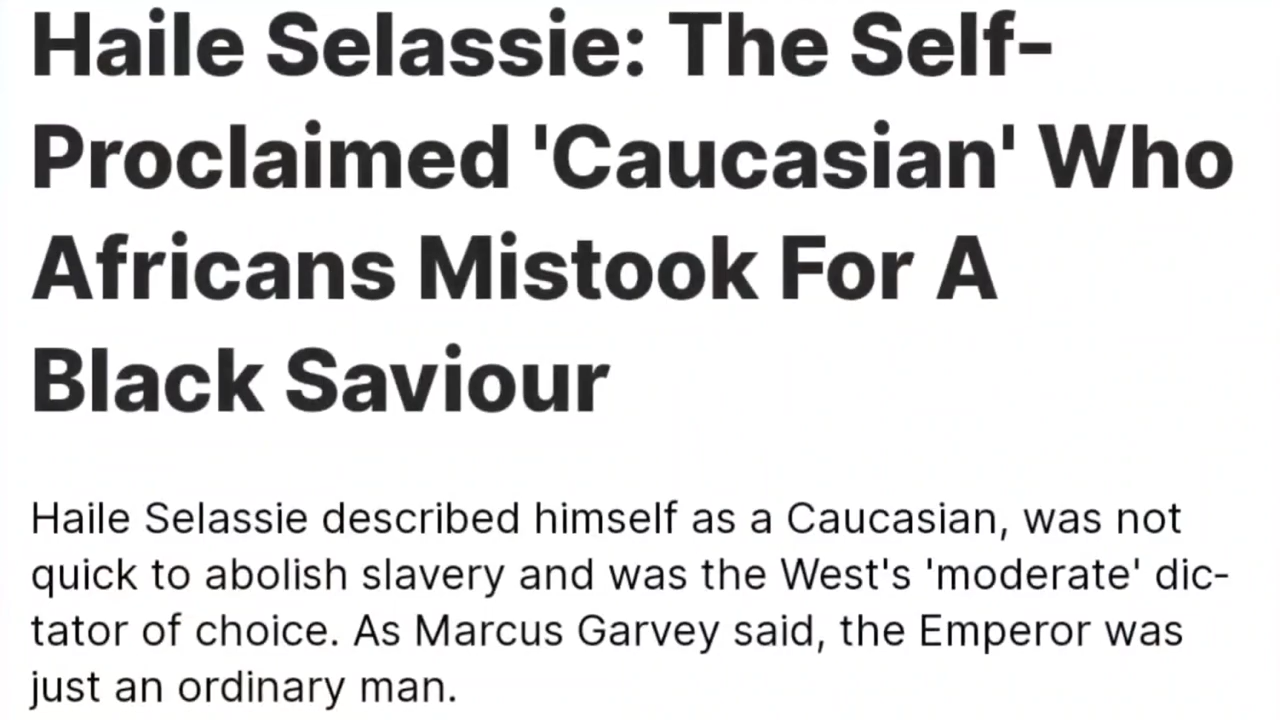 Haile Selassie: The Self-
Proclaimed 'Caucasian' Who
Africans Mistook For A
Black Saviour
Haile Selassie described himself as a Caucasian, was not
quick to abolish slavery and was the West's 'moderate' dic-
tator of choice. As Marcus Garvey said, the Emperor was
just an ordinary man.